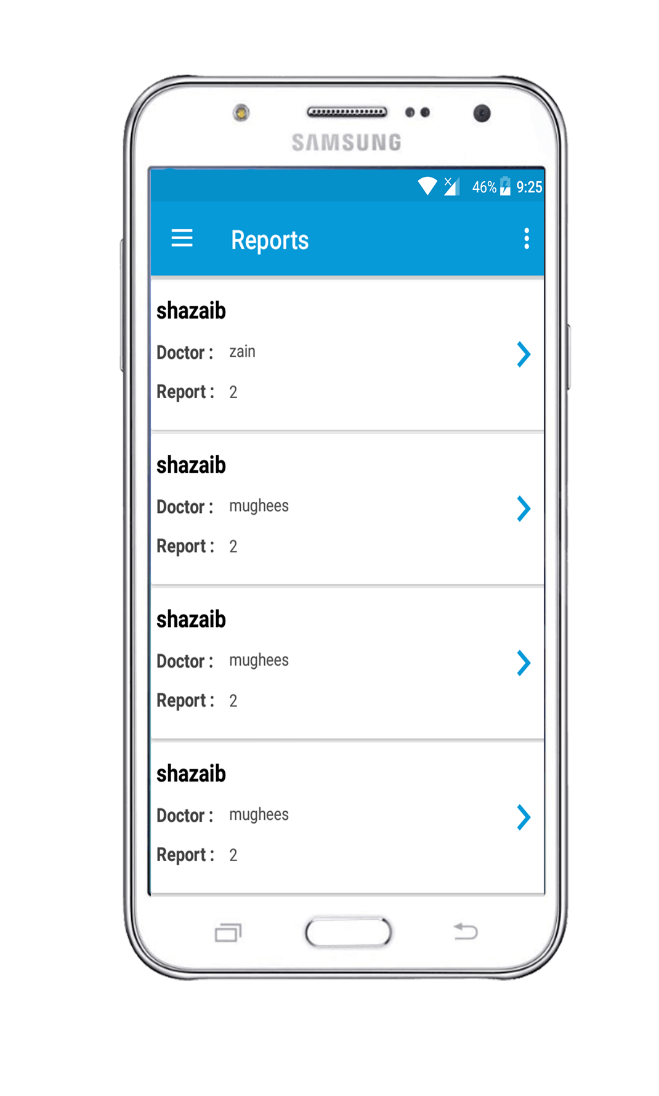 SAMSUNG
46% 9:25
Reports
shazaib
Doctor : zain
Report : 2
shazaib
Doctor : mughees
Report : 2
shazaib
Doctor : mughees
Report : 2
shazaib
Doctor : mughees
Report : 2